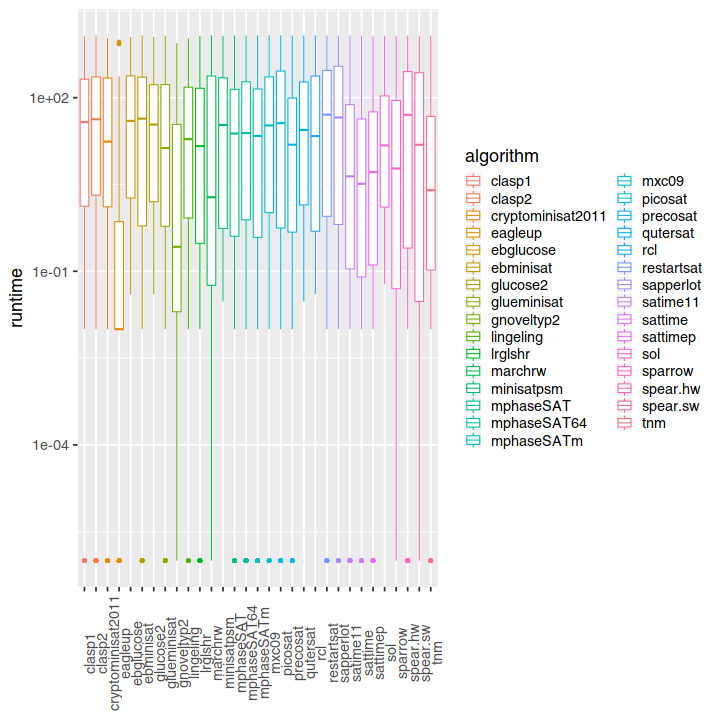 1e+02
1e-01
1e-04
runtime
clasp1
clasp2
cryptominisat2011
eagleup
ebglucose
ebminisat
glucose2
glueminisat
gnoveltyp2
lingeling
lrglshr
marchrw
minisatpsm
mphaseSAT
mphaseSAT64
mphaseSATm
mxc09
picosat
precosat
qutersat
rcl
restartsat
sapperlot
satime11
sattime
sattimep
sol
sparrow
spear.hw
spear.sw
tnm
algorithm
clasp1
clasp2
cryptominisat2011
eagleup
ebglucose
ebminisat
glucose2
glueminisat
gnoveltyp2
lingeling
lrglshr
marchrw
minisatpsm
mphaseSAT
mphaseSAT64
mphaseSATm
mxc09
picosat
precosat
qutersat
rcl
restartsat
sapperlot
satime11
sattime
sattimep
sol
sparrow
spear.hw
spear.sw
tnm